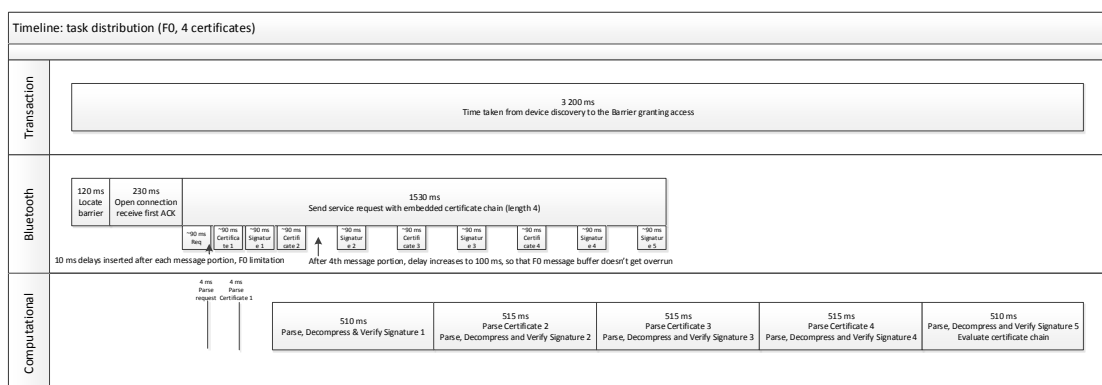 Timeline: task distribution (F0, 4 certificates)
Transaction
3 200 ms
Time taken from device discovery to the Barrier granting access
Bluetooth
120 ms
Locate
barrier
230 ms
Open connection
receive first ACK
1530 ms
Send service request with embedded certificate chain (length 4)
~90 ms
Req
~90 ms
Certifica
te 1
~90 ms
Signatur
e 1
~90 ms
Certifi
cate 2
~90 ms
Signatur
e 2
~90 ms
Certifi
cate 3
~90 ms
Signatur
e 3
~90 ms
Certifi
cate 4
~90 ms
Signatur
e 4
~90 ms
Signatur
e 5
10 ms delays inserted after each message portion, F0 limitation
After 4th message portion, delay increases to 100 ms, so that F0 message buffer doesn't get overrun
Computational
4 ms
Parse
request
4 ms
Parse
Certificate 1
510 ms
Parse, Decompress & Verify Signature 1
515 ms
Parse Certificate 2
Parse, Decompress and Verify Signature 2
515 ms
Parse Certificate 3
Parse, Decompress and Verify Signature 3
515 ms
Parse Certificate 4
Parse, Decompress and Verify Signature 4
510 ms
Parse, Decompress and Verify Signature 5
Evaluate certificate chain